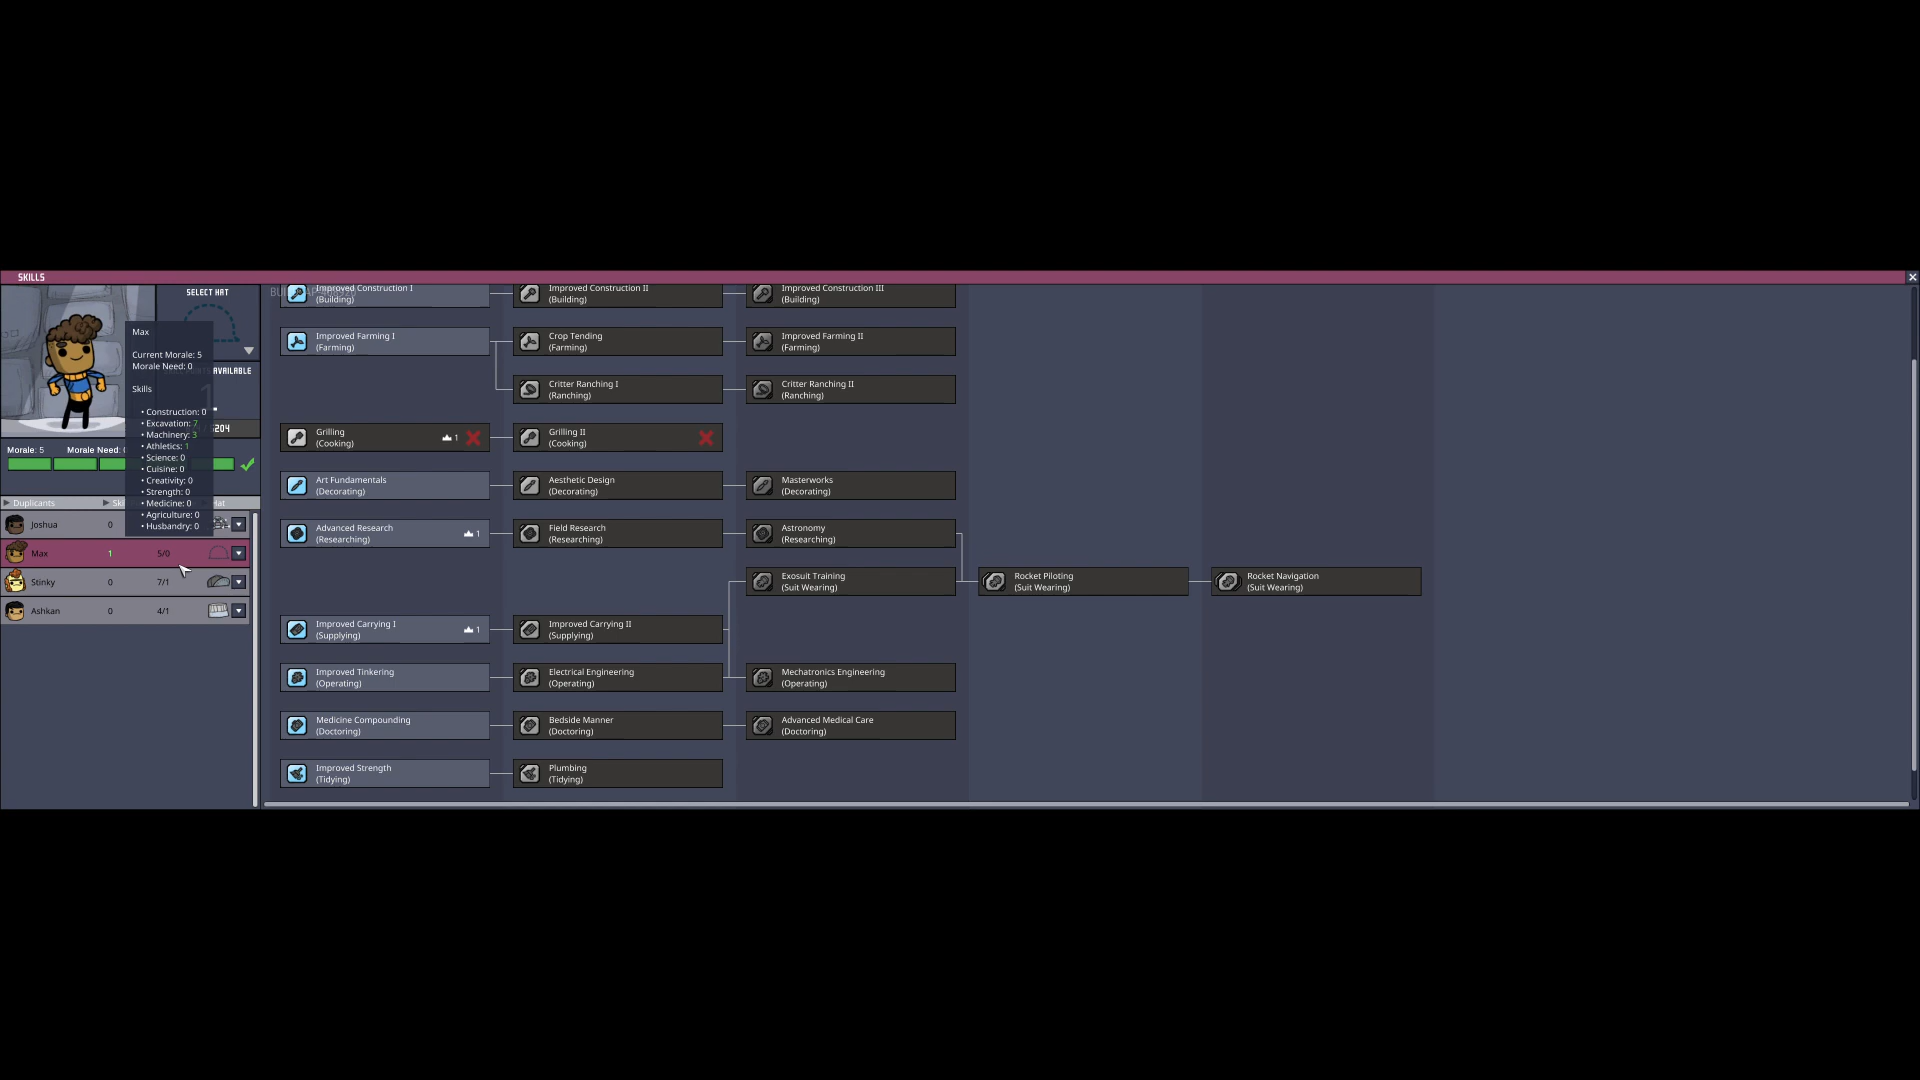 SKILLS
SELECT HAT
Max
Current Morale: 5
Morale Need: 0
Skills
• Construction: 0
• Excavation: 7
• Machinery: 3
• Athletics: 1
• Science: 0
• Cuisine: 0
• Creativity: 0
• Strength: 0
• Medicine: 0
• Agriculture: 0
• Husbandry: 0
AVAILABLE
204
Morale: 5 Morale Need:
Duplicants
Joshua 0
Max 1 5/0
Stinky 0 7/1
Ashkan 0 4/1
Improved Construction I
(Building)
Improved Construction II
(Building)
Improved Construction III
(Building)
Improved Farming I
(Farming)
Crop Tending
(Farming)
Improved Farming II
(Farming)
Critter Ranching I
(Ranching)
Critter Ranching II
(Ranching)
Grilling
(Cooking)
1
Grilling II
(Cooking)
Art Fundamentals
(Decorating)
Aesthetic Design
(Decorating)
Masterworks
(Decorating)
Advanced Research
(Researching)
1
Field Research
(Researching)
Astronomy
(Researching)
Exosuit Training
(Suit Wearing)
Rocket Piloting
(Suit Wearing)
Rocket Navigation
(Suit Wearing)
Improved Carrying I
(Supplying)
1
Improved Carrying II
(Supplying)
Improved Tinkering
(Operating)
Electrical Engineering
(Operating)
Mechatronics Engineering
(Operating)
Medicine Compounding
(Doctoring)
Bedside Manner
(Doctoring)
Advanced Medical Care
(Doctoring)
Improved Strength
(Tidying)
Plumbing
(Tidying)